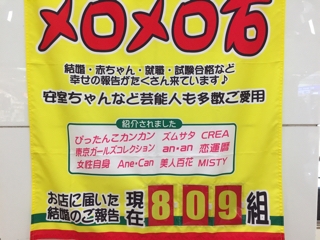 メロメロ石
結婚・赤ちゃん・就職・試験合格など
幸せの報告がたくさん来ています♪
安室ちゃんなど芸能人も多数ご愛用
紹介されました
ぴったんこカンカン ズムサタ CREA
東京ガールズコレクション an・an 恋運暦
女性自身 Ane・Can 美人百花 MISTY
お店に届いた
結婚のご報告
現在
809組